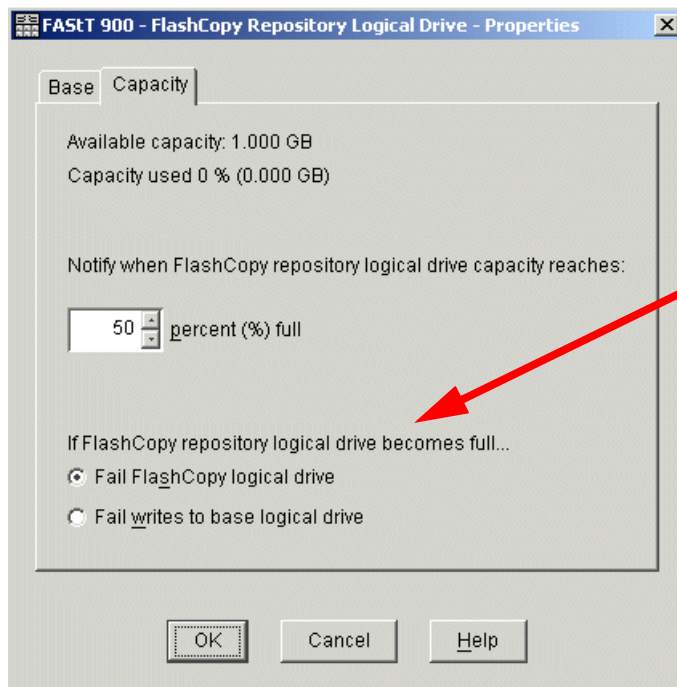 FAStT 900 - FlashCopy Repository Logical Drive - Properties
Base Capacity
Available capacity: 1.000 GB
Capacity used 0 % (0.000 GB)
Notify when FlashCopy repository logical drive capacity reaches:
50 percent (%) full
If FlashCopy repository logical drive becomes full...
Fail FlashCopy logical drive
Fail writes to base logical drive
OK Cancel Help